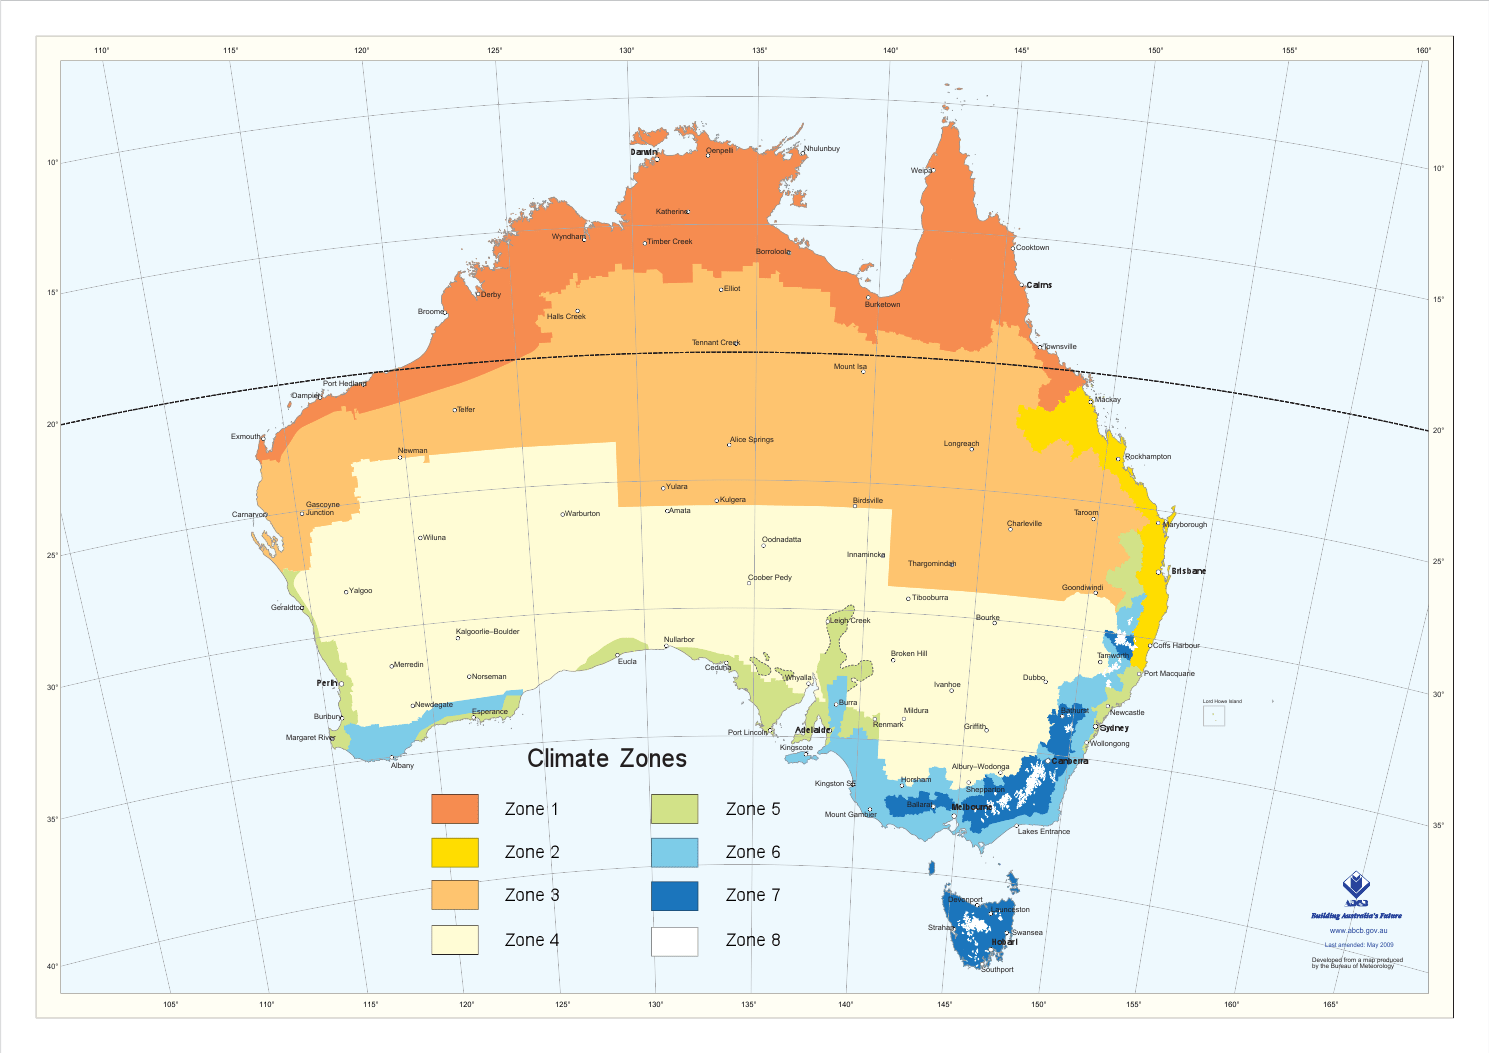 110° 115° 120° 125° 130° 135° 140° 145° 150° 155° 160°
10° 10°
Darwin
Oenpelli
Nhulunbuy
Weipa
Katherine
Wyndham
Timber Creek
Borroloola
Cooktown
Cairns
15° 15°
Derby
Elliot
Burketown
Broome
Halls Creek
Tennant Creek
Townsville
Mount Isa
Port Hedland
Dampier
Mackay
Telfer
20° 20°
Exmouth
Alice Springs
Longreach
Newman
Rockhampton
Yulara
Kulgera
Birdsville
Gascoyne
Junction
Carnarvon
Warburton
Amata
Taroom
Charleville
Maryborough
Wiluna
Oodnadatta
Innamincka
25° 25°
Thargomindah
Brisbane
Coober Pedy
Goondiwindi
Yalgoo
Tibooburra
Geraldton
Leigh Creek
Bourke
Kalgoorlie–Boulder
Nullarbor
Coffs Harbour
Eucla
Ceduna
Broken Hill
Tamworth
Merredin
Norseman
Whyalla
Dubbo
Port Macquarie
Perth
Ivanhoe
30° 30°
Newdegate
Esperance
Burra
Mildura
Bathurst
Newcastle
Lord Howe Island
Bunbury
Renmark
Griffith
Sydney
Margaret River
Port Lincoln
Adelaide
Wollongong
Kingscote
Canberra
Albany
Climate Zones
Albury–Wodonga
Kingston SE
Horsham
Shepparton
Zone 1 Zone 5
Ballarat
Melbourne
Mount Gambier
35° 35°
Lakes Entrance
Zone 2 Zone 6
Zone 3 Zone 7
Devonport
Launceston
Strahan
Swansea
Zone 4 Zone 8
Hobart
Southport
ABCB
Building Australia's Future
www.abcb.gov.au
Last amended: May 2009
Developed from a map produced
by the Bureau of Meteorology
40°
105° 110° 115° 120° 125° 130° 135° 140° 145° 150° 155° 160° 165°